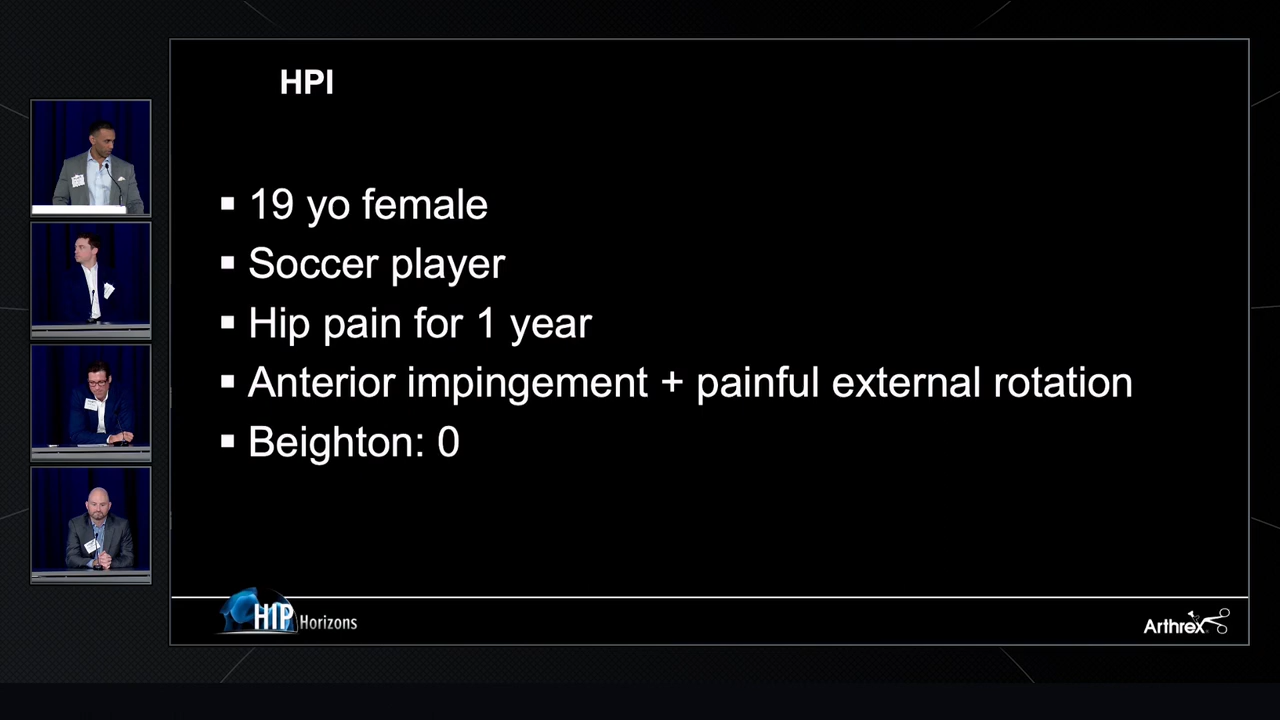 HPI
▪ 19 yo female
▪ Soccer player
▪ Hip pain for 1 year
▪ Anterior impingement + painful external rotation
▪ Beighton: 0
HIP Horizons
Arthrex